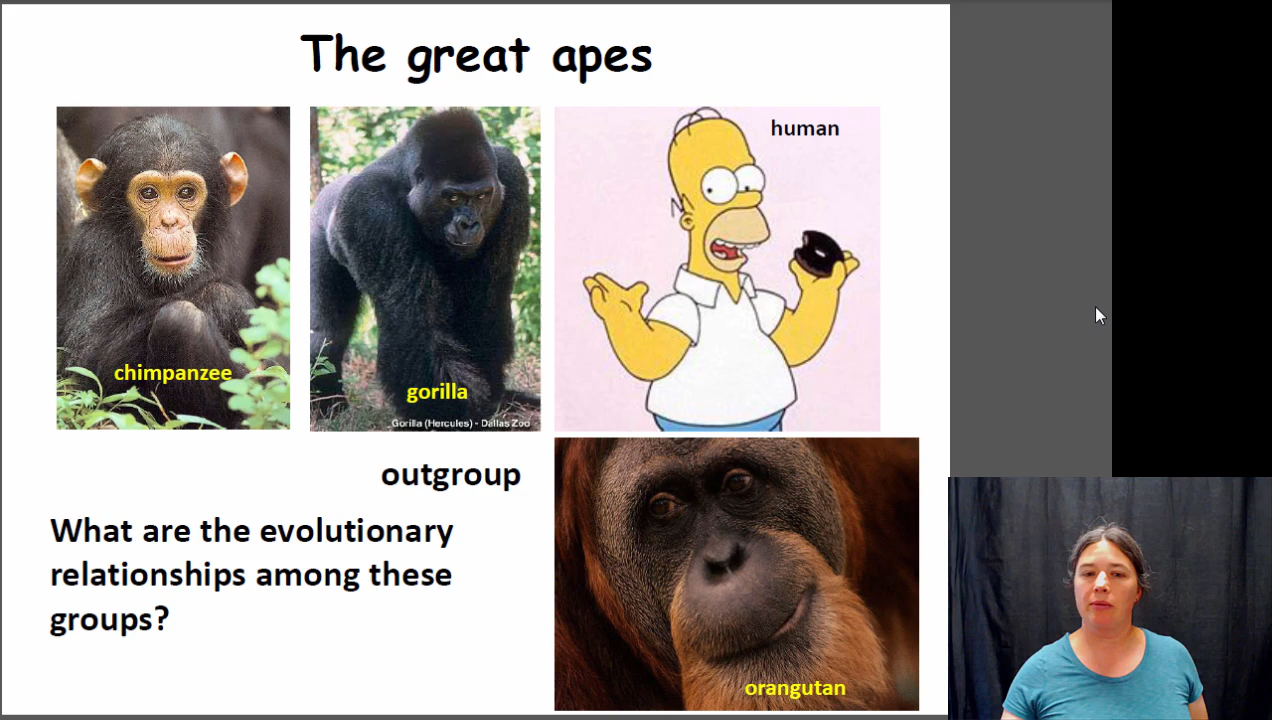 The great apes
human
chimpanzee
gorilla
Gorilla (Hercules) - Dallas Zoo
outgroup
What are the evolutionary
relationships among these
groups?
orangutan